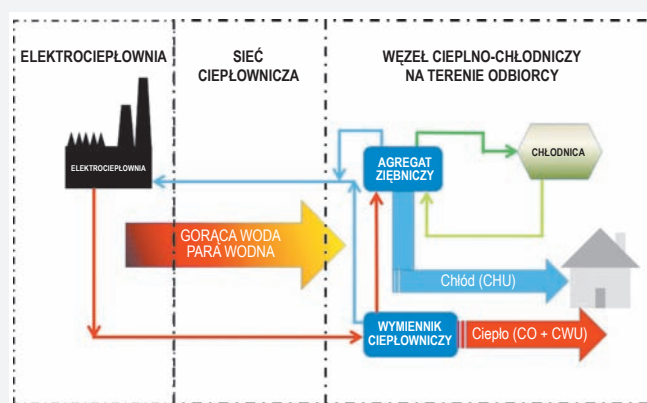 ELEKTROCIEPŁOWNIA
SIEĆ
CIEPŁOWNICZA
WĘZEŁ CIEPLNO-CHŁODNICZY
NA TERENIE ODBIORCY
ELEKTROCIEPŁOWNIA
AGREGAT
ZIĘBNICZY
CHŁODNICA
GORĄCA WODA
PARA WODNA
Chłód (CHU)
WYMIENNIK
CIEPŁOWNICZY
Ciepło (CO + CWU)